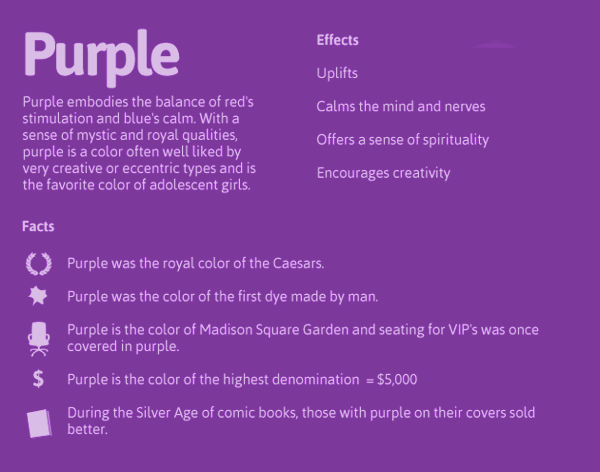 Purple
Purple embodies the balance of red's
stimulation and blue's calm. With a
sense of mystic and royal qualities,
purple is a color often well liked by
very creative or eccentric types and is
the favorite color of adolescent girls.
Effects
Uplifts
Calms the mind and nerves
Offers a sense of spirituality
Encourages creativity
Facts
Purple was the royal color of the Caesars.
Purple was the color of the first dye made by man.
Purple is the color of Madison Square Garden and seating for VIP's was once
covered in purple.
$ Purple is the color of the highest denomination = $5,000
During the Silver Age of comic books, those with purple on their covers sold
better.